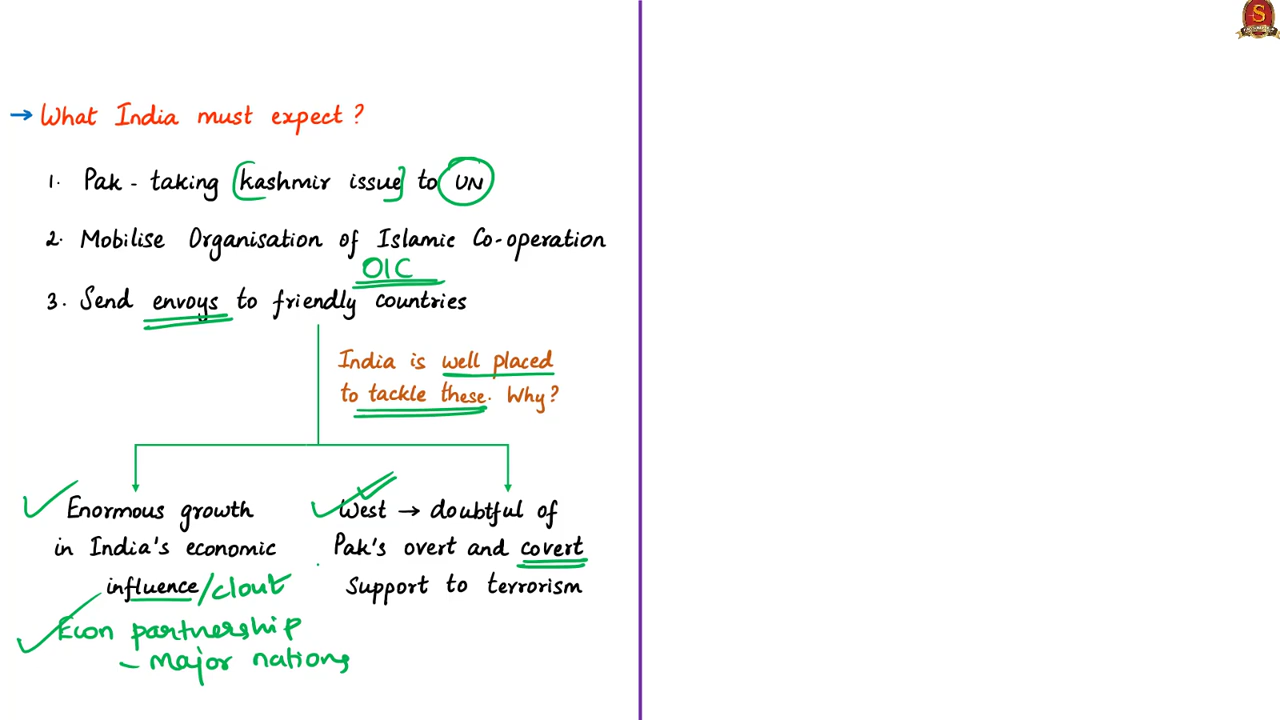 → What India must expect?
1. Pak - taking [kashmir issue] to UN
2. Mobilise Organisation of Islamic Co-operation
OIC
3. Send envoys to friendly countries
India is well placed
to tackle these. Why?
Enormous growth
in India's economic
influence/clout
Econ partnership
- Major nations
West → doubtful of
Pak's overt and covert
Support to terrorism
S